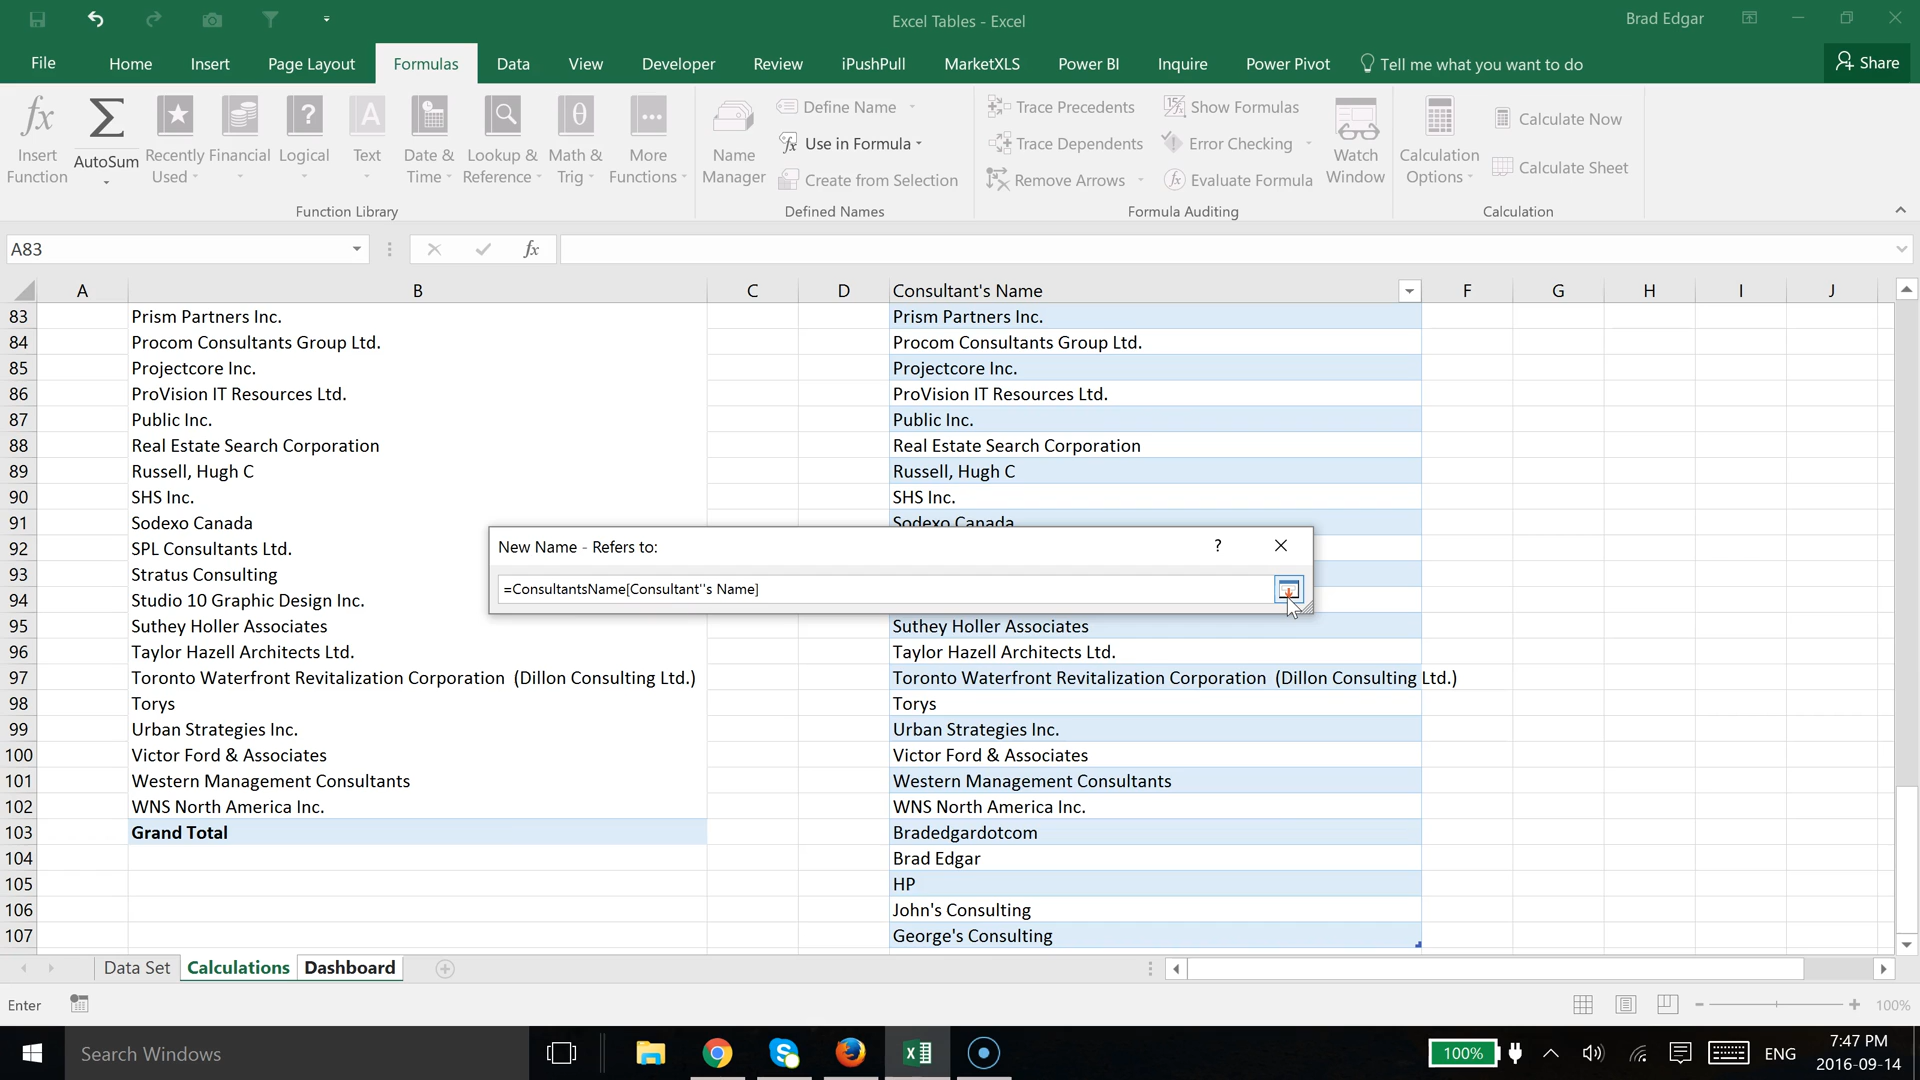 Excel Tables - Excel
Brad Edgar
File
Home
Insert
Page Layout
Formulas
Data
View
Developer
Review
iPushPull
MarketXLS
Power BI
Inquire
Power Pivot
Tell me what you want to do
Share
Insert Function
AutoSum
Recently Used
Financial
Logical
Text
Date & Time
Lookup & Reference
Math & Trig
More Functions
Name Manager
Define Name
Use in Formula
Create from Selection
Trace Precedents
Trace Dependents
Remove Arrows
Show Formulas
Error Checking
Evaluate Formula
Watch Window
Calculation Options
Calculate Now
Calculate Sheet
Function Library
Defined Names
Formula Auditing
Calculation
A83
fx
A B C D Consultant's Name F G H I J
83 Prism Partners Inc. Prism Partners Inc.
84 Procom Consultants Group Ltd. Procom Consultants Group Ltd.
85 Projectcore Inc. Projectcore Inc.
86 ProVision IT Resources Ltd. ProVision IT Resources Ltd.
87 Public Inc. Public Inc.
88 Real Estate Search Corporation Real Estate Search Corporation
89 Russell, Hugh C Russell, Hugh C
90 SHS Inc. SHS Inc.
91 Sodexo Canada Sodexo Canada
92 SPL Consultants Ltd.
New Name - Refers to: ?
93 Stratus Consulting
=ConsultantsName[Consultant''s Name]
94 Studio 10 Graphic Design Inc.
95 Suthey Holler Associates Suthey Holler Associates
96 Taylor Hazell Architects Ltd. Taylor Hazell Architects Ltd.
97 Toronto Waterfront Revitalization Corporation  (Dillon Consulting Ltd.) Toronto Waterfront Revitalization Corporation  (Dillon Consulting Ltd.)
98 Torys Torys
99 Urban Strategies Inc. Urban Strategies Inc.
100 Victor Ford & Associates Victor Ford & Associates
101 Western Management Consultants Western Management Consultants
102 WNS North America Inc. WNS North America Inc.
103 Grand Total Bradedgardotcom
104 Brad Edgar
105 HP
106 John's Consulting
107 George's Consulting
Data Set
Calculations
Dashboard
Enter
100%
Search Windows
100%
ENG
7:47 PM
2016-09-14